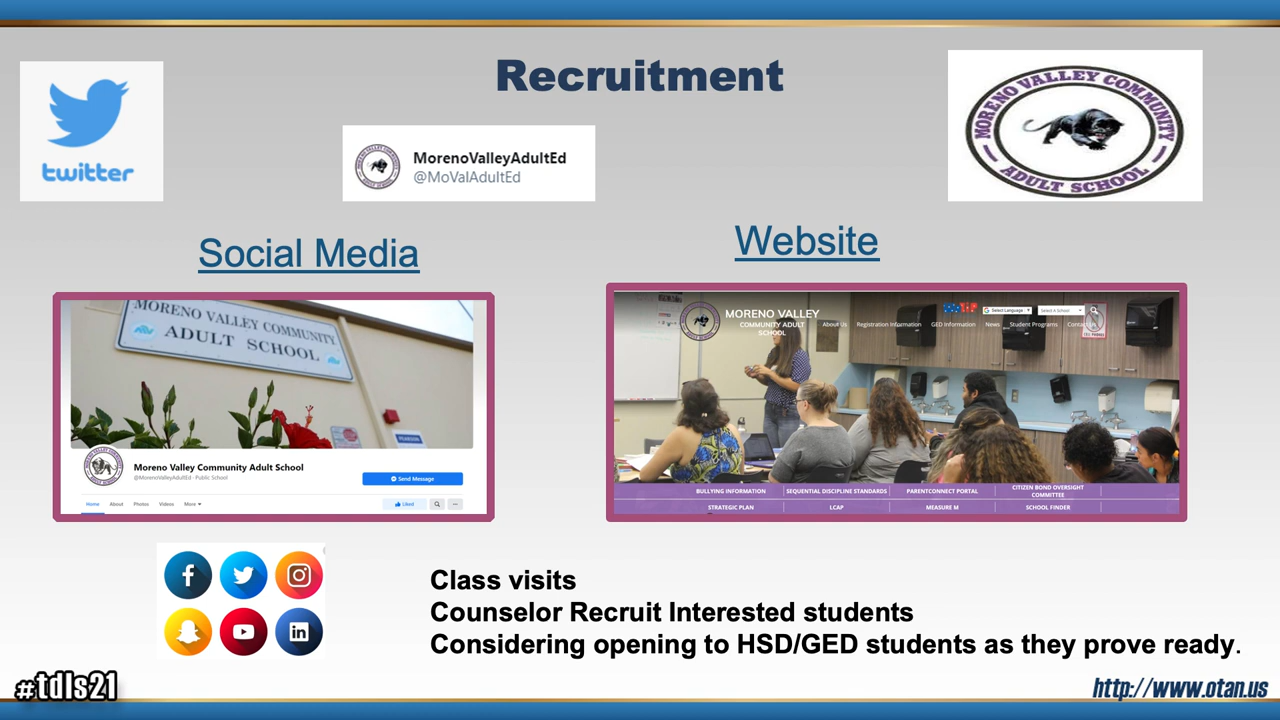 Recruitment
twitter
MorenoValleyAdultEd
@MoValAdultEd
MORENO VALLEY COMMUNITY
ADULT SCHOOL
Social Media
Website
MORENO VALLEY COMMUNITY
ADULT SCHOOL
Moreno Valley Community Adult School
@MorenoValleyAdultEd · Public School
Send Message
Home About Photos Videos More
Liked
MORENO VALLEY
COMMUNITY ADULT
SCHOOL
Select Language
Select A School
About Us Registration Information GED Information News Student Programs
BULLYING INFORMATION SEQUENTIAL DISCIPLINE STANDARDS PARENTCONNECT PORTAL CITIZEN BOND OVERSIGHT COMMITTEE
STRATEGIC PLAN LCAP MEASURE M SCHOOL FINDER
Class visits
Counselor Recruit Interested students
Considering opening to HSD/GED students as they prove ready.
#tdls21
http://www.otan.us